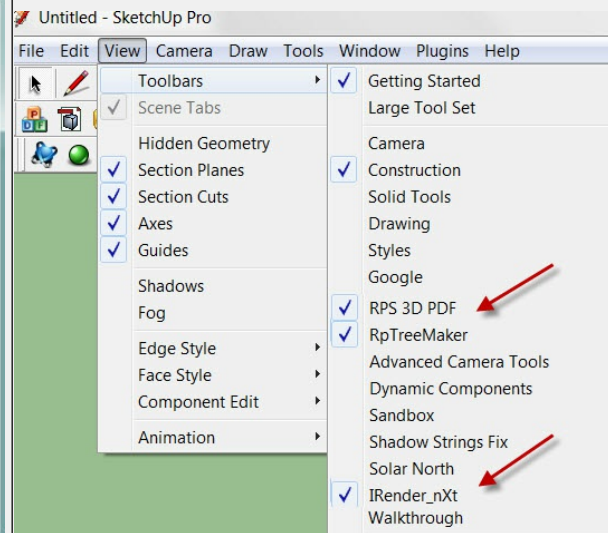 Untitled - SketchUp Pro
File Edit View Camera Draw Tools Window Plugins Help
Toolbars
Scene Tabs
Hidden Geometry
Section Planes
Section Cuts
Axes
Guides
Shadows
Fog
Edge Style
Face Style
Component Edit
Animation
Getting Started
Large Tool Set
Camera
Construction
Solid Tools
Drawing
Styles
Google
RPS 3D PDF
RpTreeMaker
Advanced Camera Tools
Dynamic Components
Sandbox
Shadow Strings Fix
Solar North
IRender_nXt
Walkthrough
P
D F